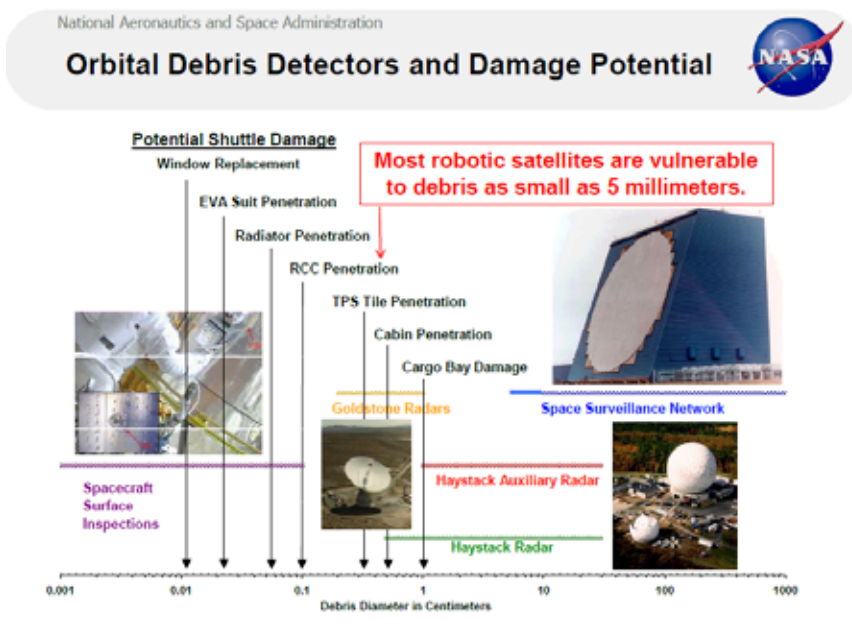 National Aeronautics and Space Administration
Orbital Debris Detectors and Damage Potential
NASA
Potential Shuttle Damage
Window Replacement
Most robotic satellites are vulnerable
to debris as small as 5 millimeters.
EVA Suit Penetration
Radiator Penetration
RCC Penetration
TPS Tile Penetration
Cabin Penetration
Cargo Bay Damage
Goldstone Radars
Space Surveillance Network
Spacecraft
Surface
Inspections
Haystack Auxiliary Radar
Haystack Radar
0.001 0.01 0.1 1 10 100 1000
Debris Diameter in Centimeters